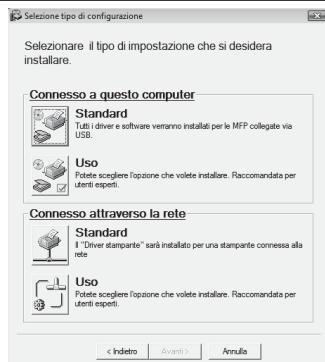 Selezione tipo di configurazione
Selezionare il tipo di impostazione che si desidera
installare.
Connesso a questo computer
Standard
Tutti i driver e software verranno installati per le MFP collegate via
USB.
Uso
Potete scegliere l'opzione che volete installare. Raccomandata per
utenti esperti.
Connesso attraverso la rete
Standard
Il "Driver stampante" sarà installato per una stampante connessa alla
rete
Uso
Potete scegliere l'opzione che volete installare. Raccomandata per
utenti esperti.
< Indietro
Avanti >
Annulla